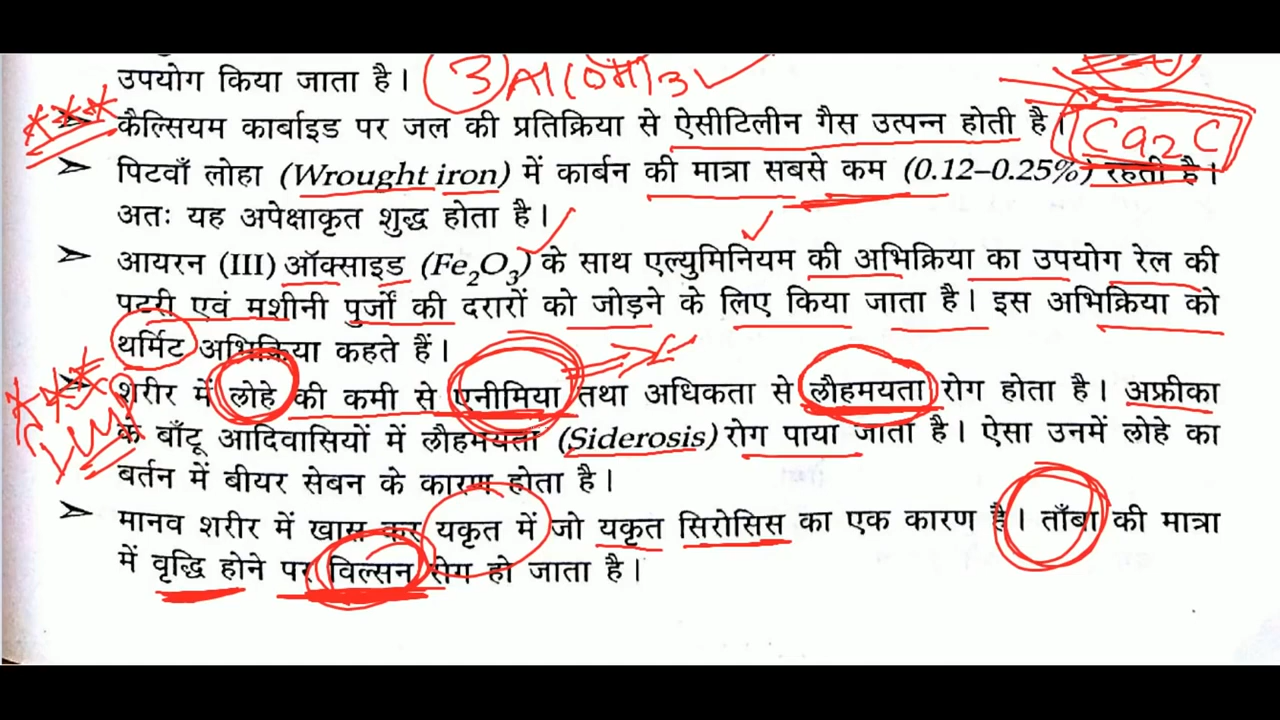 उपयोग किया जाता है। ③ Al(OH)3
कैल्सियम कार्बाइड पर जल की प्रतिक्रिया से ऐसीटिलीन गैस उत्पन्न होती है। Ca2C
पिटवाँ लोहा (Wrought iron) में कार्बन की मात्रा सबसे कम (0.12–0.25%) रहती है।
अतः यह अपेक्षाकृत शुद्ध होता है।
आयरन (III) ऑक्साइड (Fe₂O₃) के साथ एल्युमिनियम की अभिक्रिया का उपयोग रेल की
पटरी एवं मशीनी पुर्जों की दरारों को जोड़ने के लिए किया जाता है। इस अभिक्रिया को
थर्मिट अभिक्रिया कहते हैं।
शरीर में लोहे की कमी से एनीमिया तथा अधिकता से लौहमयता रोग होता है। अफ्रीका
के बाँटू आदिवासियों में लौहमयता (Siderosis) रोग पाया जाता है। ऐसा उनमें लोहे का
बर्तन में बीयर सेबन के कारण होता है।
मानव शरीर में खास कर यकृत में जो यकृत सिरोसिस का एक कारण है। ताँबा की मात्रा
में वृद्धि होने पर विल्सन रोग हो जाता है।